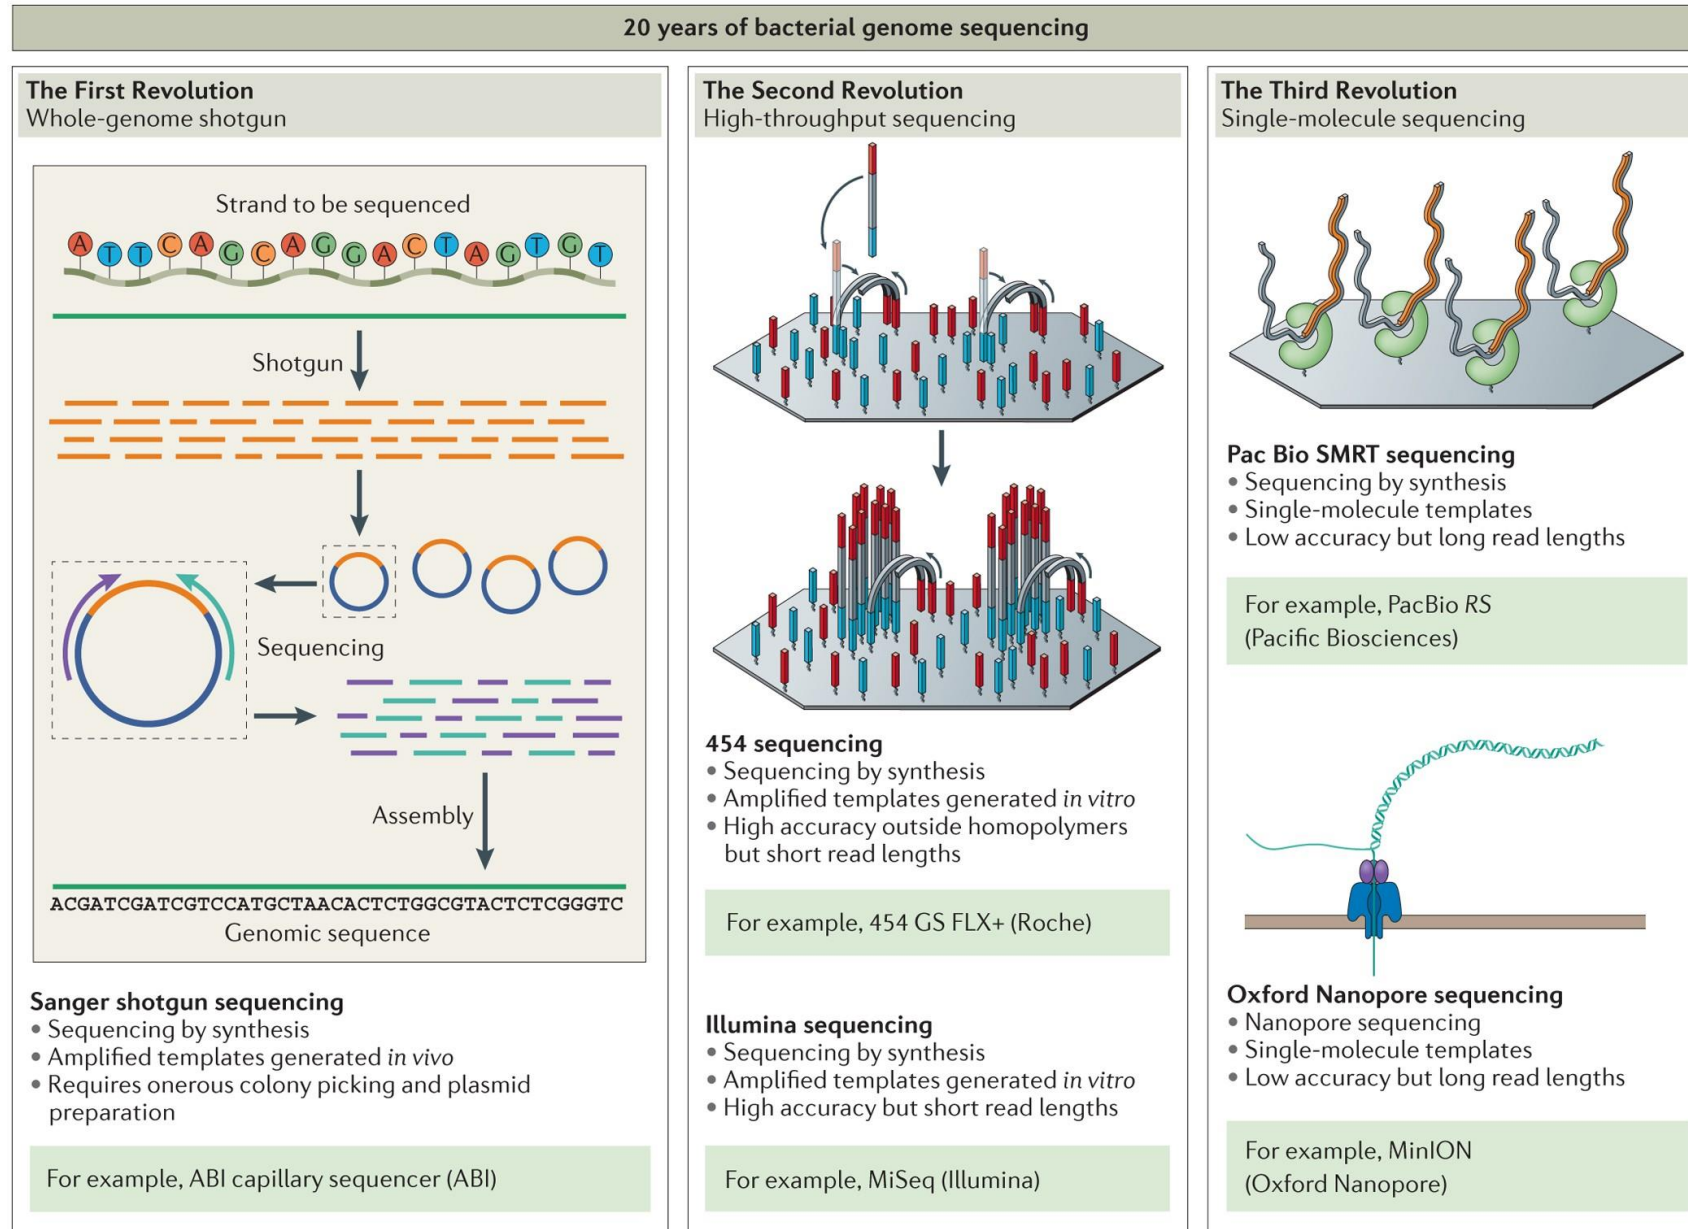 20 years of bacterial genome sequencing
The First Revolution
Whole-genome shotgun
Strand to be sequenced
A T T C A G C A G G A C T A G T G T
Shotgun
Sequencing
Assembly
ACGATCGATCGTCCATGCTAACACTCTGGCGTACTCTCGGGTC
Genomic sequence
Sanger shotgun sequencing
• Sequencing by synthesis
• Amplified templates generated in vivo
• Requires onerous colony picking and plasmid
preparation
For example, ABI capillary sequencer (ABI)
The Second Revolution
High-throughput sequencing
454 sequencing
• Sequencing by synthesis
• Amplified templates generated in vitro
• High accuracy outside homopolymers
but short read lengths
For example, 454 GS FLX+ (Roche)
Illumina sequencing
• Sequencing by synthesis
• Amplified templates generated in vitro
• High accuracy but short read lengths
For example, MiSeq (Illumina)
The Third Revolution
Single-molecule sequencing
Pac Bio SMRT sequencing
• Sequencing by synthesis
• Single-molecule templates
• Low accuracy but long read lengths
For example, PacBio RS
(Pacific Biosciences)
Oxford Nanopore sequencing
• Nanopore sequencing
• Single-molecule templates
• Low accuracy but long read lengths
For example, MinION
(Oxford Nanopore)